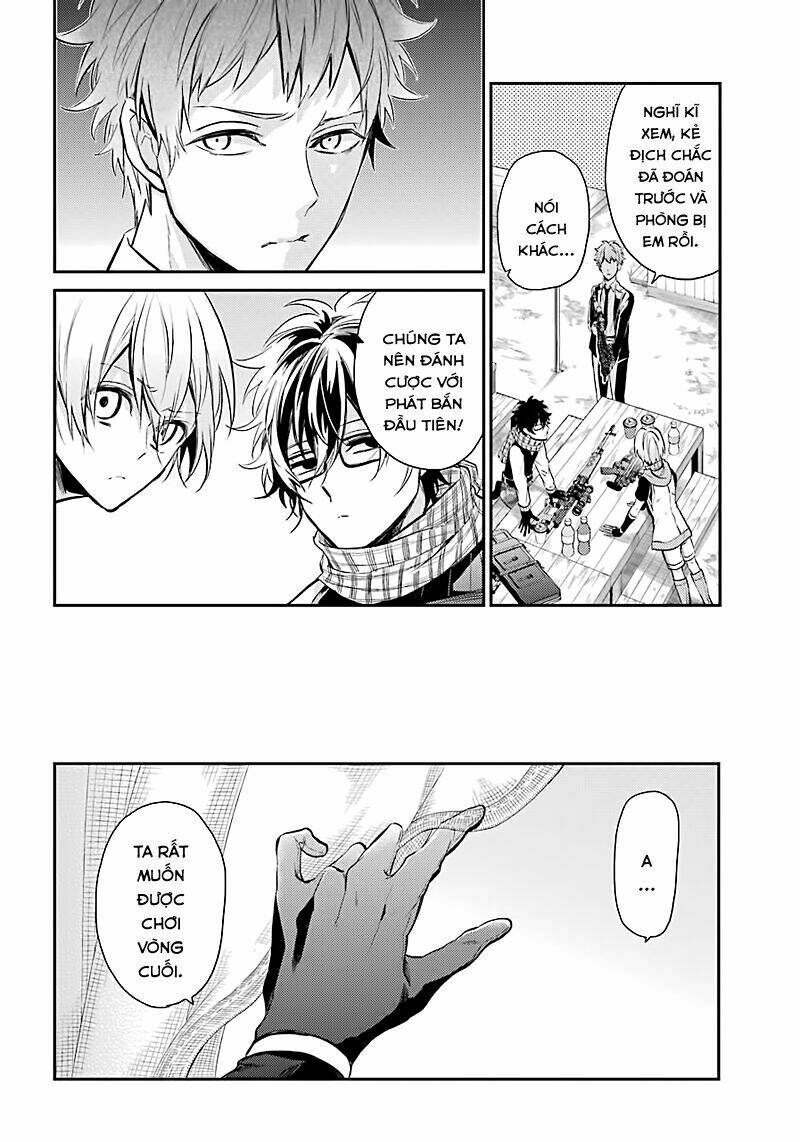 NGHĨ KĨ
XEM, KẺ
ĐỊCH CHẮC
ĐÃ ĐOÁN
TRƯỚC VÀ
PHÒNG BỊ
EM RỒI.
NÓI
CÁCH
KHÁC...
CHÚNG TA
NÊN ĐÁNH
CƯỢC VỚI
PHÁT BẮN
ĐẦU TIÊN!
A
...
TA RẤT
MUỐN
ĐƯỢC
CHƠI
VÒNG
CUỐI.